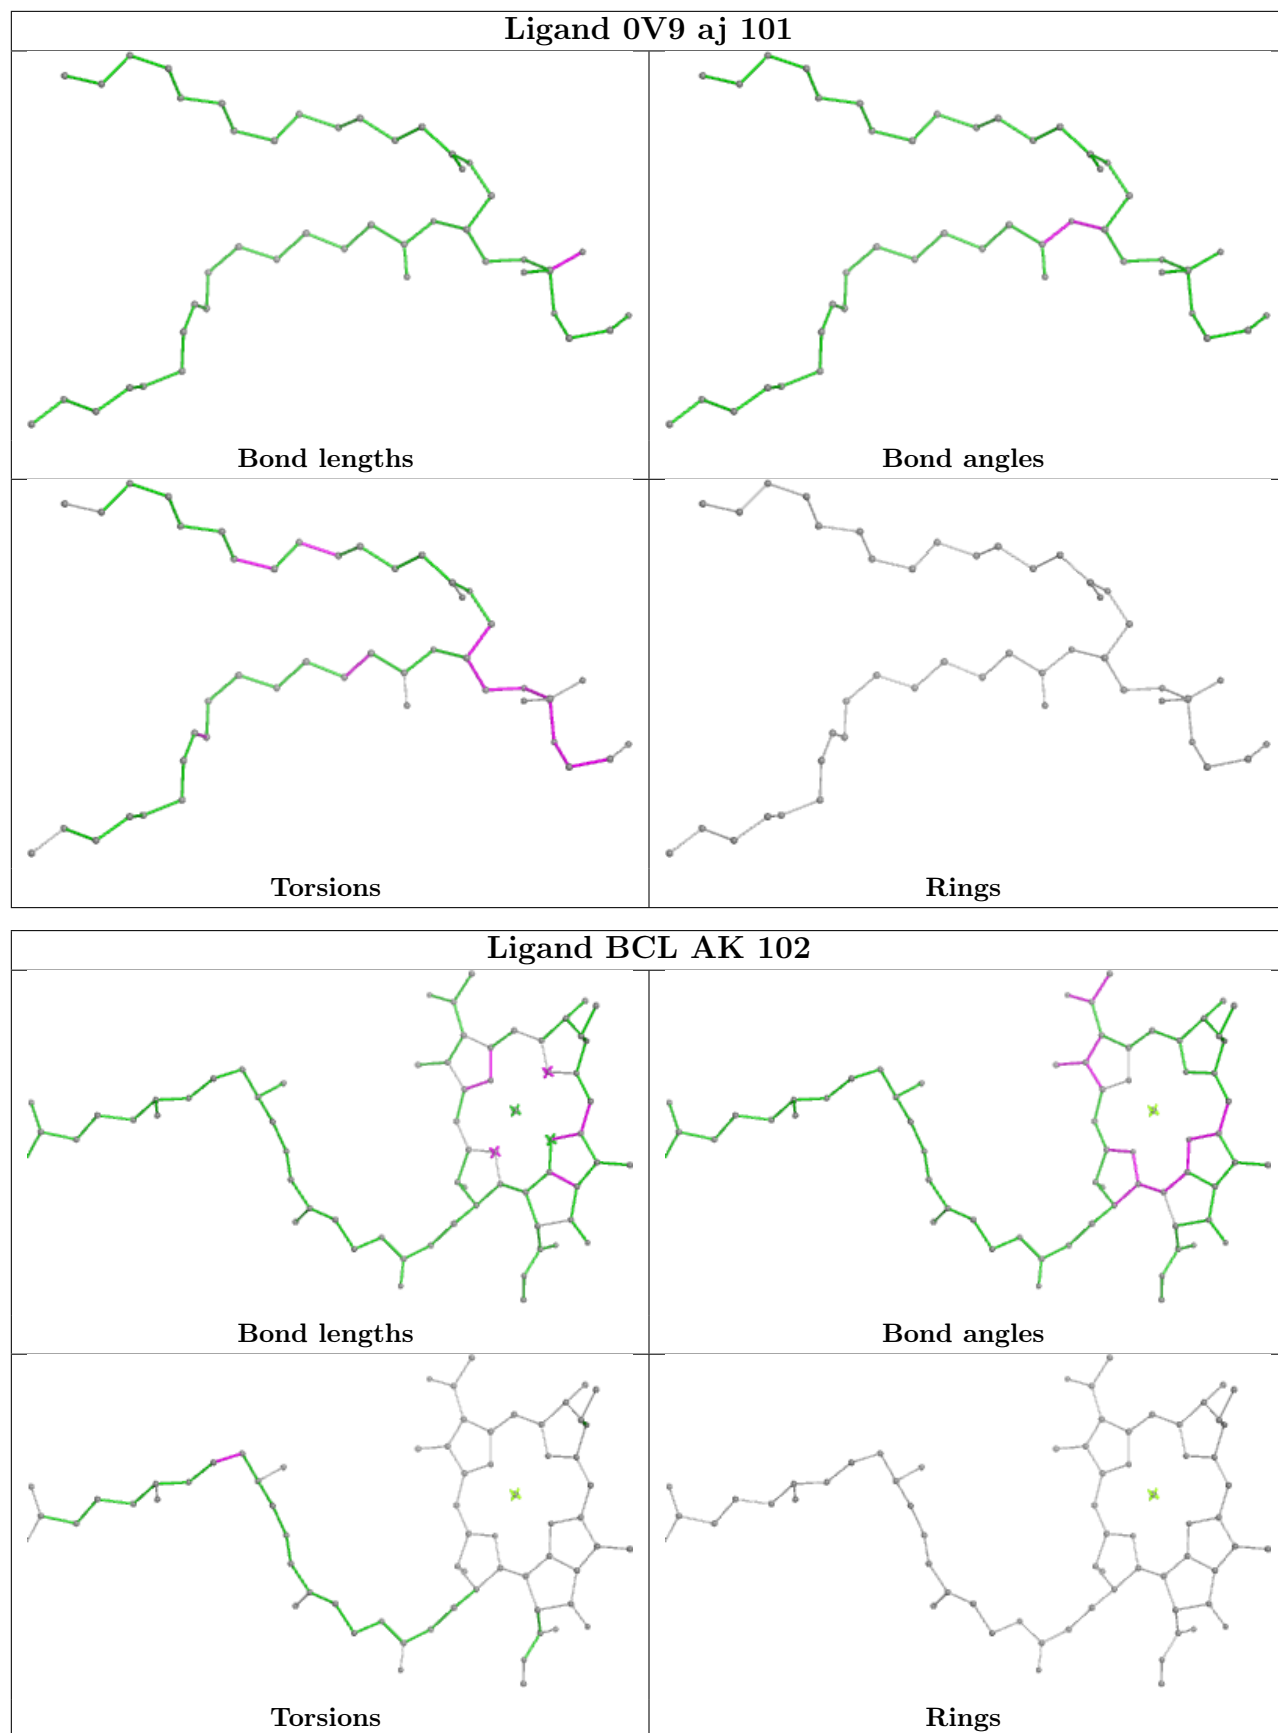 Ligand 0V9 aj 101
Bond lengths
Bond angles
Torsions
Rings
Ligand BCL AK 102
Bond lengths
Bond angles
Torsions
Rings